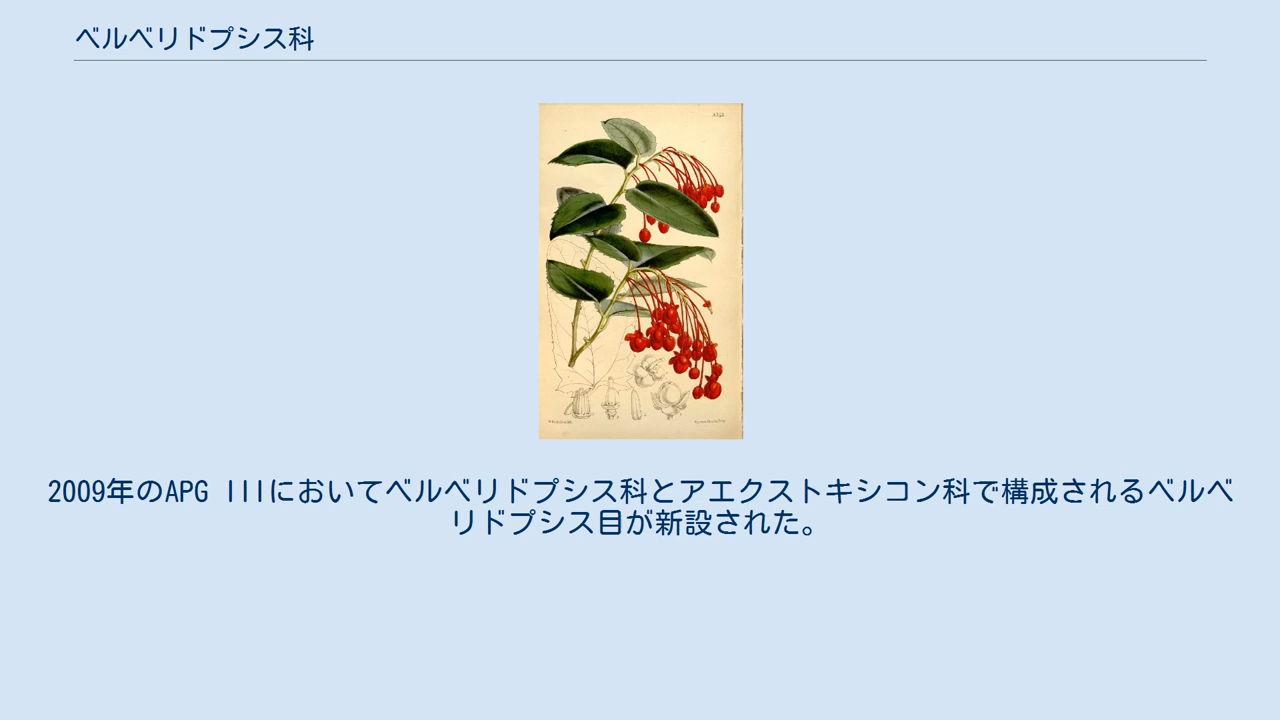 ベルベリドプシス科
2009年のAPG IIIにおいてベルベリドプシス科とアエクストキシコン科で構成されるベルベ
リドプシス目が新設された。